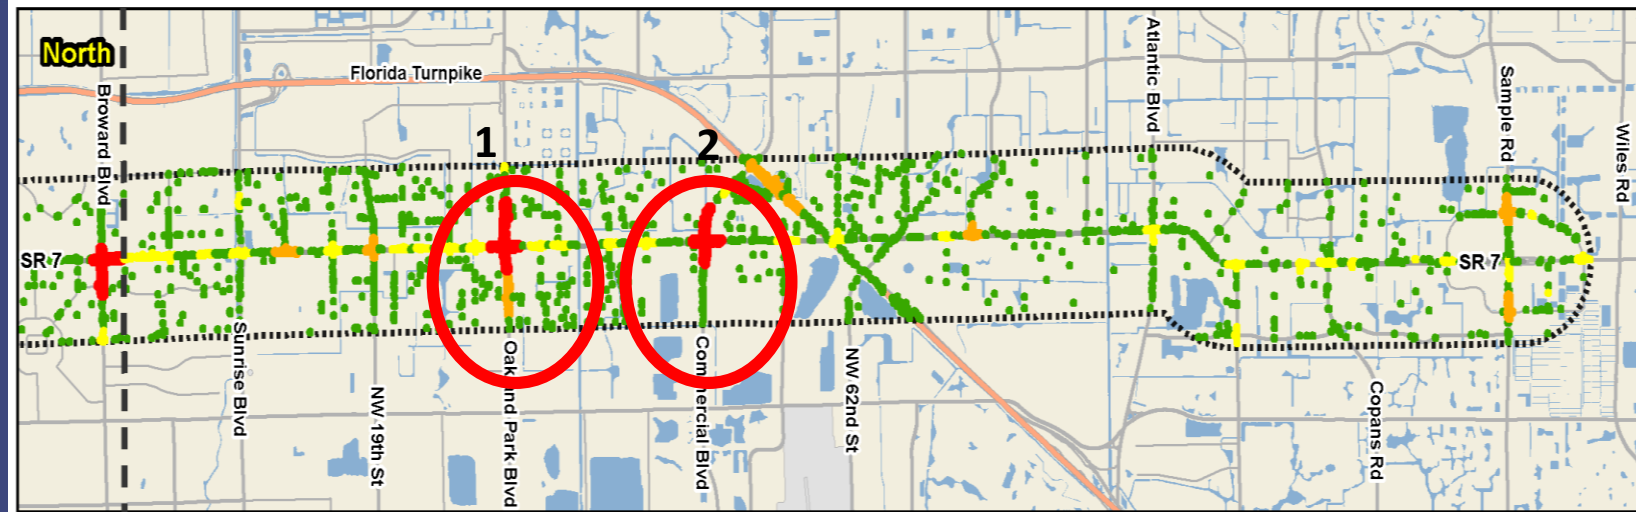 North
Florida Turnpike
Broward Blvd
1
2
Atlantic Blvd
Sample Rd
Wiles Rd
SR 7
SR 7
Sunrise Blvd
NW 19th St
Oakland Park Blvd
Commercial Blvd
NW 62nd St
Copans Rd